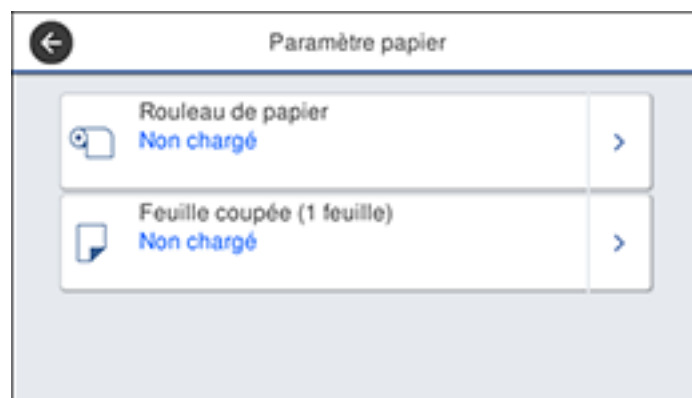 Paramètre papier
Rouleau de papier
Non chargé
Feuille coupée (1 feuille)
Non chargé